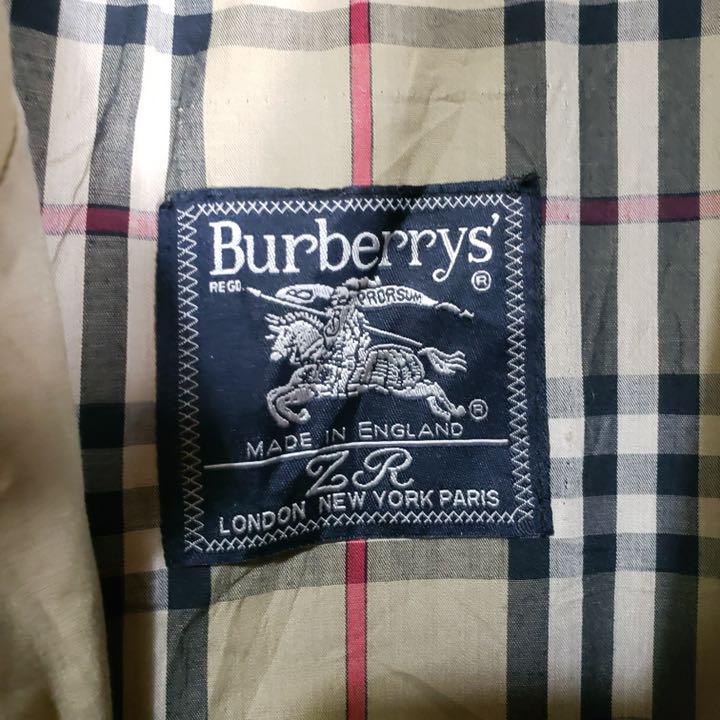 Burberrys'®
REGD.
PRORSUM
®
MADE IN ENGLAND
ZR
LONDON NEW YORK PARIS